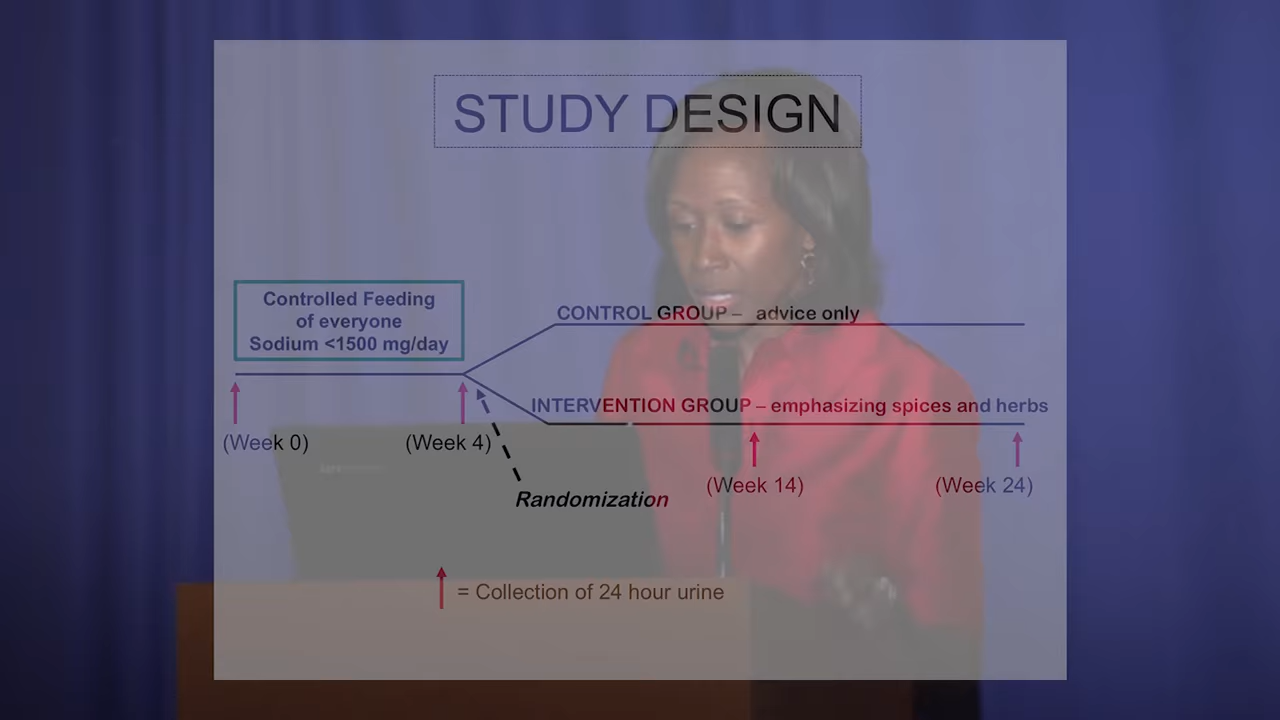 STUDY DESIGN
Controlled Feeding
of everyone
Sodium <1500 mg/day
CONTROL GROUP – advice only
INTERVENTION GROUP – emphasizing spices and herbs
(Week 0)
(Week 4)
(Week 14)
(Week 24)
Randomization
= Collection of 24 hour urine